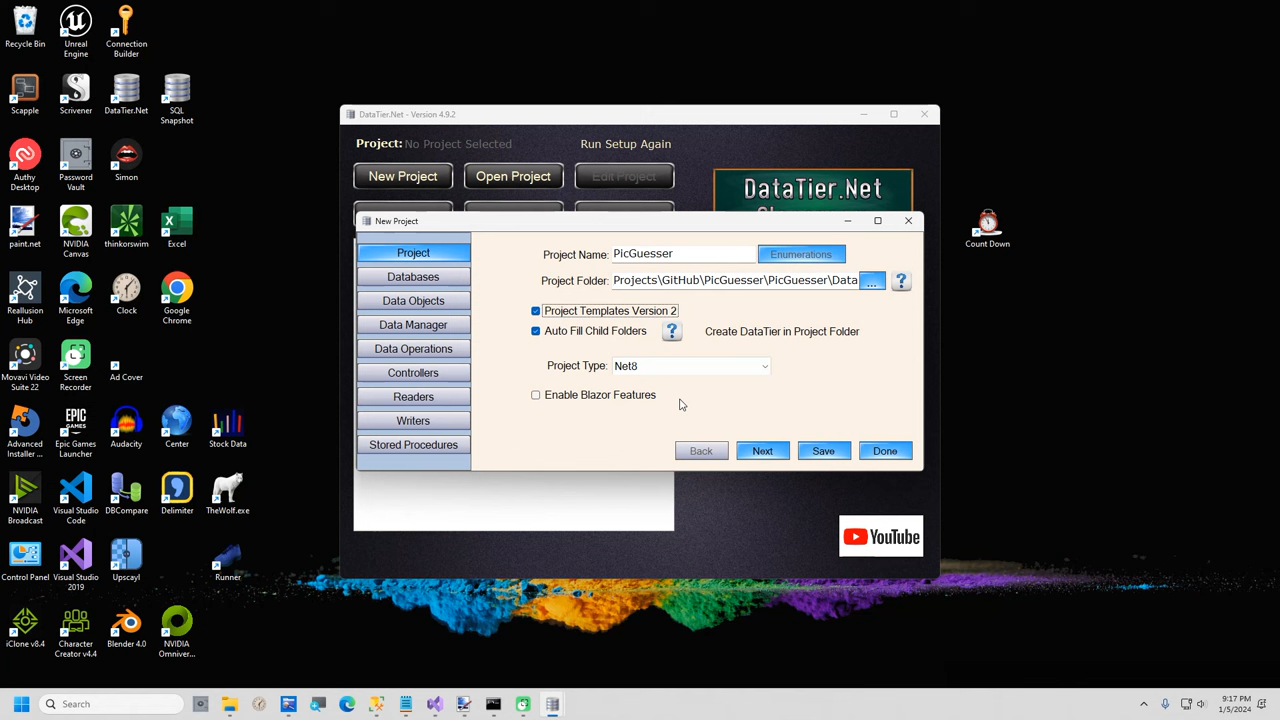 Recycle Bin
Unreal
Engine
Connection
Builder
Scapple
Scrivener
DataTier.Net
SQL
Snapshot
Authy
Desktop
Password
Vault
Simon
paint.net
NVIDIA
Canvas
thinkorswim
Excel
Reallusion
Hub
Microsoft
Edge
Clock
Google
Chrome
Movavi Video
Suite 22
Screen
Recorder
Ad Cover
Advanced
Installer ...
Epic Games
Launcher
Audacity
Center
Stock Data
NVIDIA
Broadcast
Visual Studio
Code
DBCompare
Delimiter
TheWolf.exe
Control Panel
Visual Studio
2019
Upscayl
Runner
iClone v8.4
Character
Creator v4.4
Blender 4.0
NVIDIA
Omniver...
Count Down
DataTier.Net - Version 4.9.2
Project: No Project Selected
Run Setup Again
New Project
Open Project
Edit Project
DataTier.Net
New Project
Project
Databases
Data Objects
Data Manager
Data Operations
Controllers
Readers
Writers
Stored Procedures
Project Name: PicGuesser
Enumerations
Project Folder: Projects\GitHub\PicGuesser\PicGuesser\Data
...
?
Project Templates Version 2
Auto Fill Child Folders
?
Create DataTier in Project Folder
Project Type: Net8
Enable Blazor Features
Back
Next
Save
Done
YouTube
Search
9:17 PM
1/5/2024